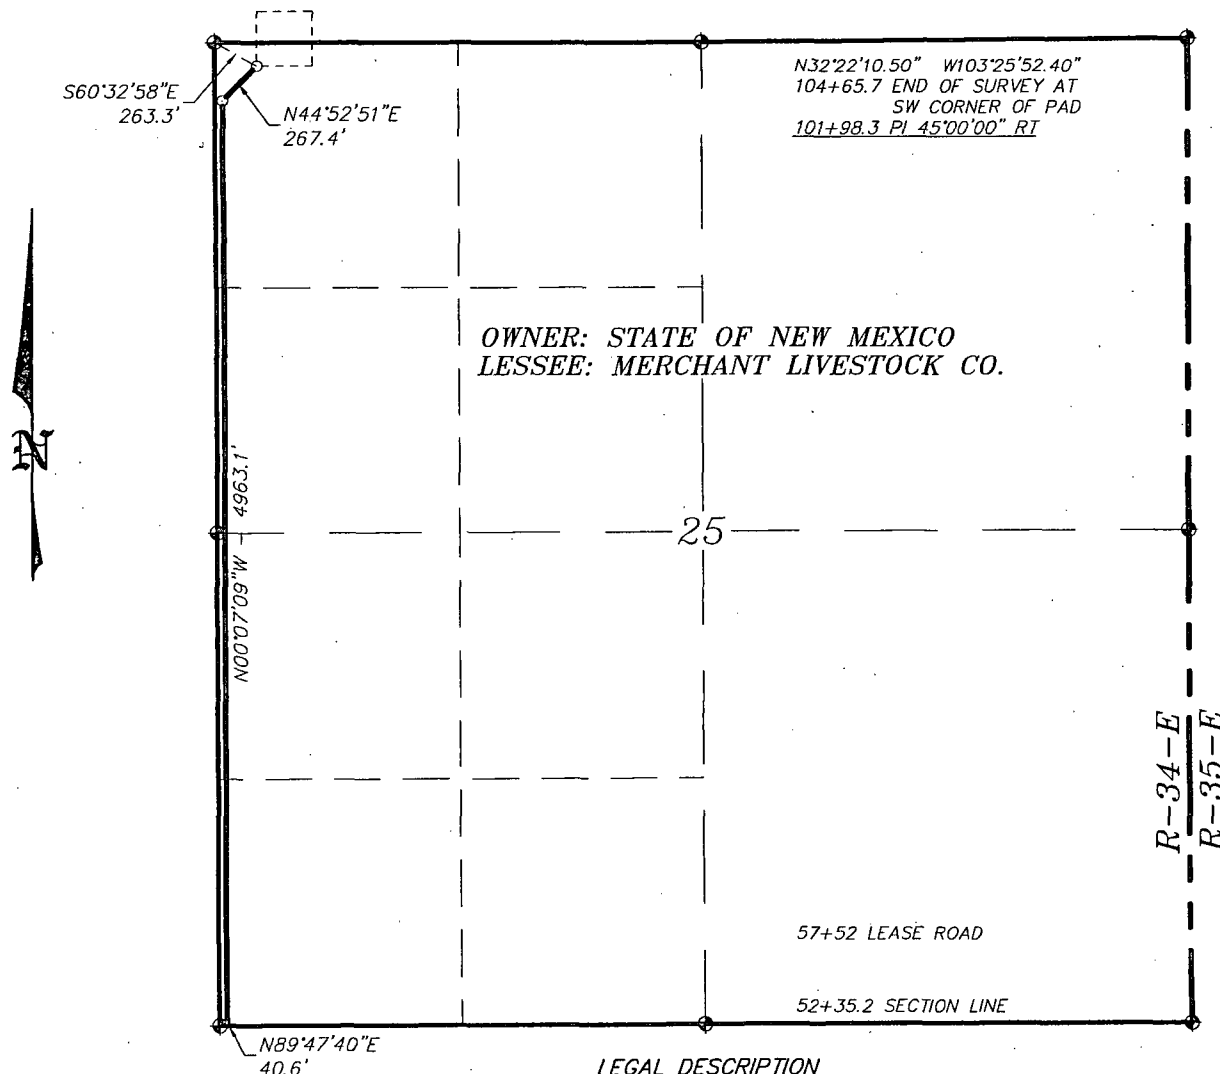 S60°32'58"E
263.3'
N44°52'51"E
267.4'
N32°22'10.50" W103°25'52.40"
104+65.7 END OF SURVEY AT
SW CORNER OF PAD
101+98.3 PI 45°00'00" RT
OWNER: STATE OF NEW MEXICO
LESSEE: MERCHANT LIVESTOCK CO.
N
N00°07'09"W – 4963.1'
25
R-34-E
R-35-E
57+52 LEASE ROAD
52+35.2 SECTION LINE
N89°47'40"E
40.6'
LEGAL DESCRIPTION